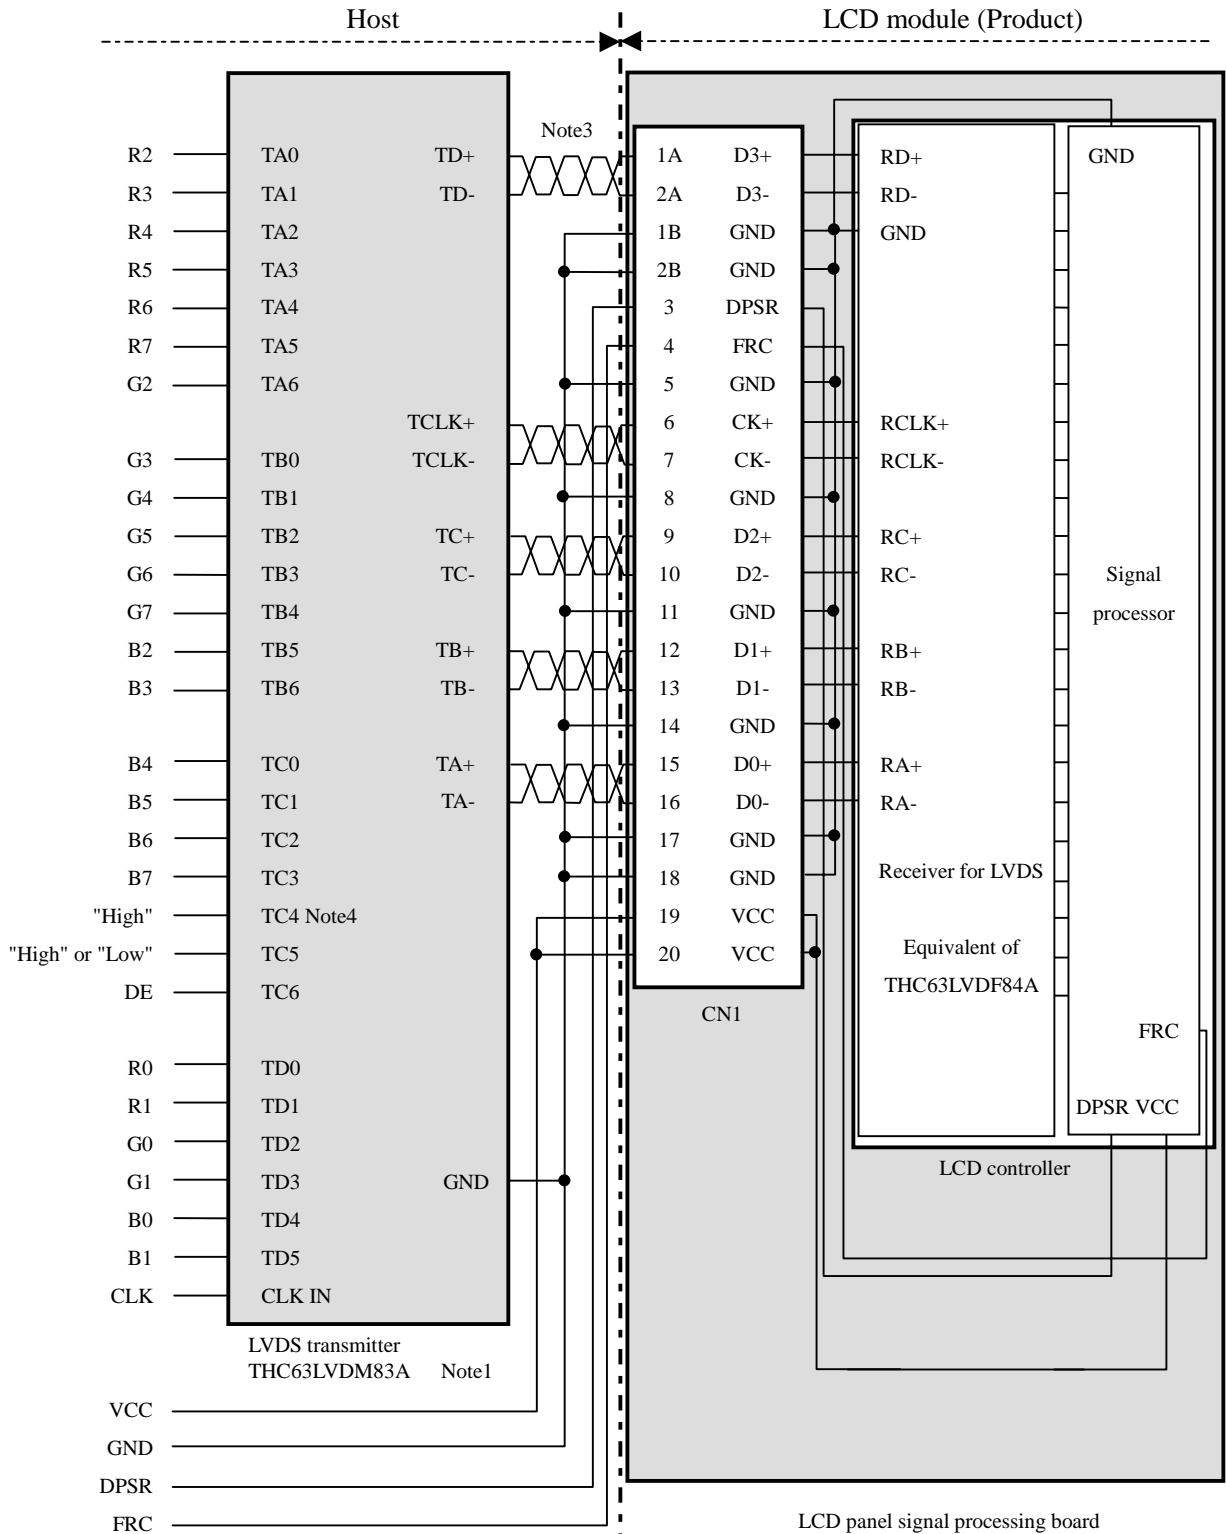 Host LCD module (Product)
Note3
R2 TA0 TD+ 1A D3+ RD+ GND
R3 TA1 TD- 2A D3- RD-
R4 TA2 1B GND GND
R5 TA3 2B GND
R6 TA4 3 DPSR
R7 TA5 4 FRC
G2 TA6 5 GND
TCLK+ 6 CK+ RCLK+
G3 TB0 TCLK- 7 CK- RCLK-
G4 TB1 8 GND
G5 TB2 TC+ 9 D2+ RC+
G6 TB3 TC- 10 D2- RC- Signal
G7 TB4 11 GND processor
B2 TB5 TB+ 12 D1+ RB+
B3 TB6 TB- 13 D1- RB-
14 GND
B4 TC0 TA+ 15 D0+ RA+
B5 TC1 TA- 16 D0- RA-
B6 TC2 17 GND
B7 TC3 18 GND Receiver for LVDS
"High" TC4 Note4 19 VCC
"High" or "Low" TC5 20 VCC Equivalent of
DE TC6 THC63LVDF84A
CN1
FRC
R0 TD0
R1 TD1 DPSR VCC
G0 TD2
LCD controller
G1 TD3 GND
B0 TD4
B1 TD5
CLK CLK IN
LVDS transmitter
THC63LVDM83A Note1
VCC
GND
DPSR
FRC LCD panel signal processing board